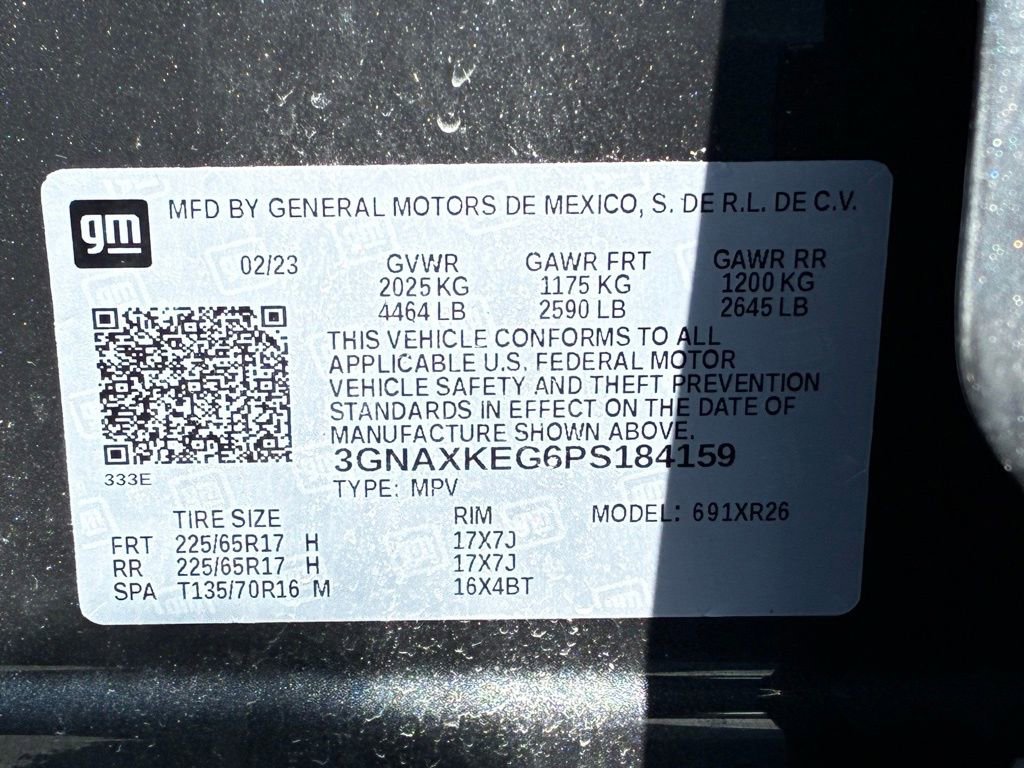 gm
MFD BY GENERAL MOTORS DE MEXICO, S. DE R.L. DE C.V.
02/23 GVWR GAWR FRT GAWR RR
2025 KG 1175 KG 1200 KG
4464 LB 2590 LB 2645 LB
THIS VEHICLE CONFORMS TO ALL
APPLICABLE U.S. FEDERAL MOTOR
VEHICLE SAFETY AND THEFT PREVENTION
STANDARDS IN EFFECT ON THE DATE OF
MANUFACTURE SHOWN ABOVE.
3GNAXKEG6PS184159
333E
TYPE: MPV
TIRE SIZE RIM MODEL: 691XR26
FRT 225/65R17 H 17X7J
RR 225/65R17 H 17X7J
SPA T135/70R16 M 16X4BT